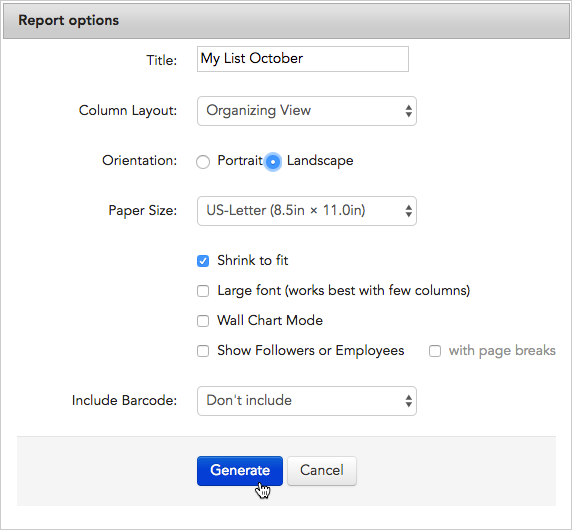 Report options
Title: My List October
Column Layout: Organizing View
Orientation: Portrait Landscape
Paper Size: US-Letter (8.5in × 11.0in)
Shrink to fit
Large font (works best with few columns)
Wall Chart Mode
Show Followers or Employees with page breaks
Include Barcode: Don't include
Generate Cancel